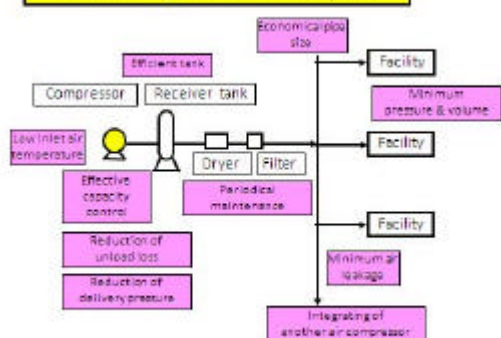 Economical pipe
size
Efficient tank
Facility
Compressor
Receiver tank
Minimum
pressure & volume
Low inlet air
temperature
Facility
Dryer
Filter
Effective
capacity
control
Periodical
maintenance
Facility
Reduction of
unload loss
Minimum air
leakage
Reduction of
delivery pressure
Integrating of
another air compressor